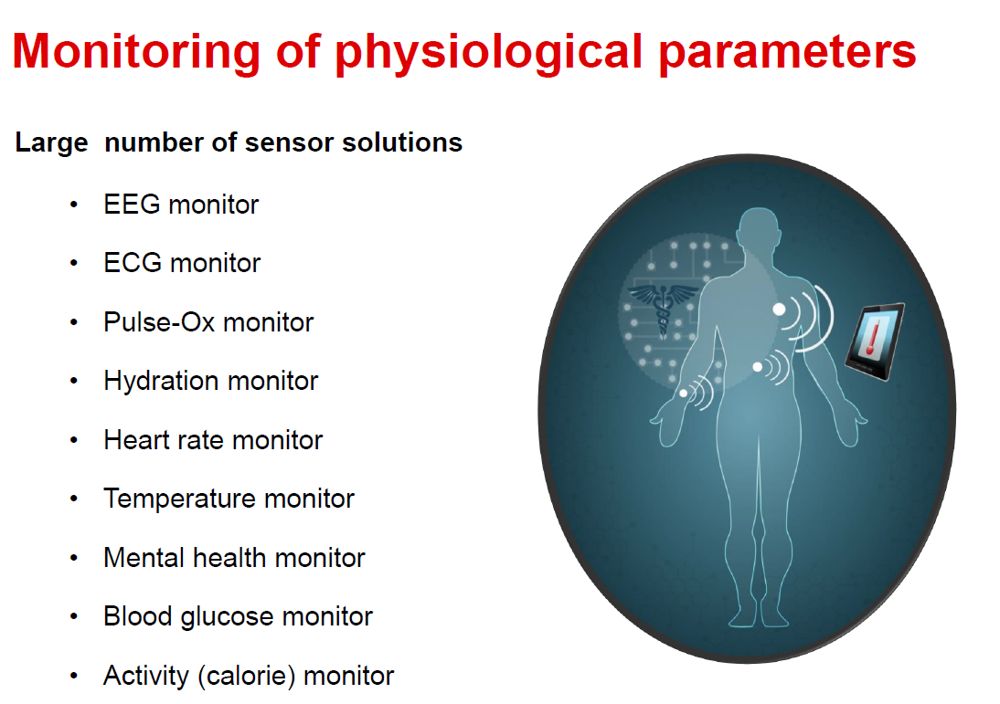 Monitoring of physiological parameters
Large number of sensor solutions
• EEG monitor
• ECG monitor
• Pulse-Ox monitor
• Hydration monitor
• Heart rate monitor
• Temperature monitor
• Mental health monitor
• Blood glucose monitor
• Activity (calorie) monitor